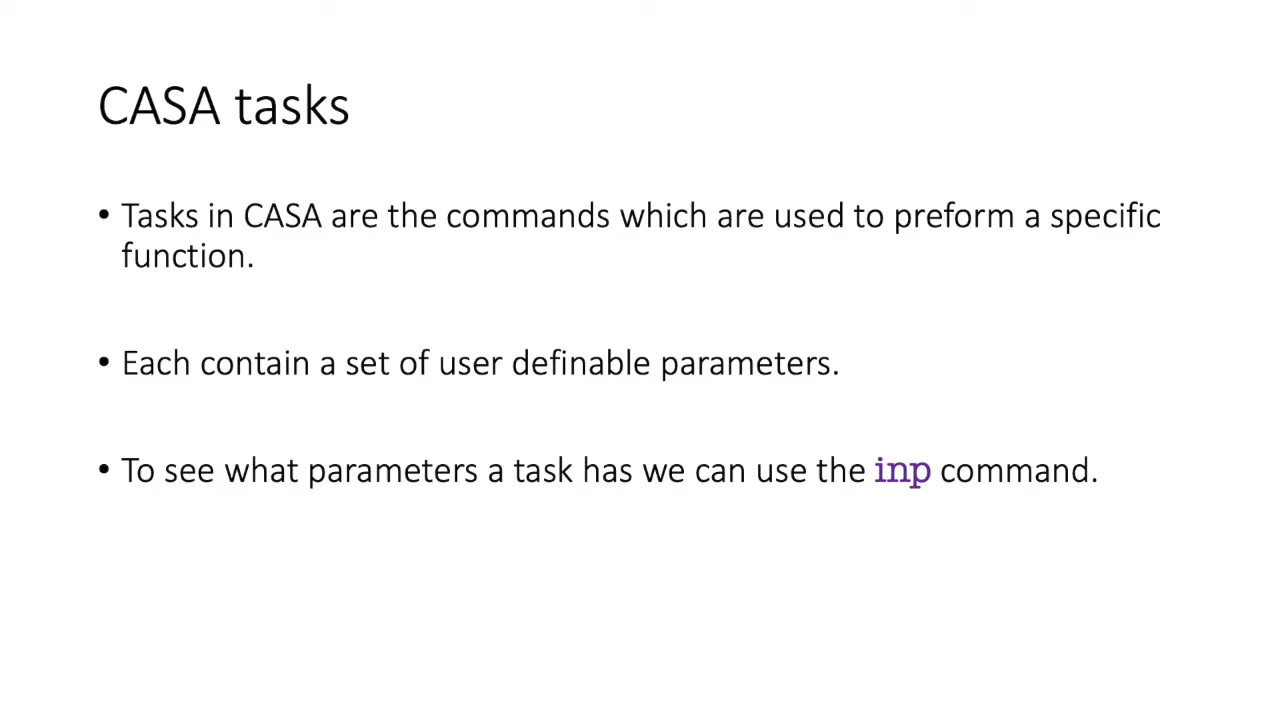 CASA tasks
• Tasks in CASA are the commands which are used to preform a specific
function.
• Each contain a set of user definable parameters.
• To see what parameters a task has we can use the inp command.